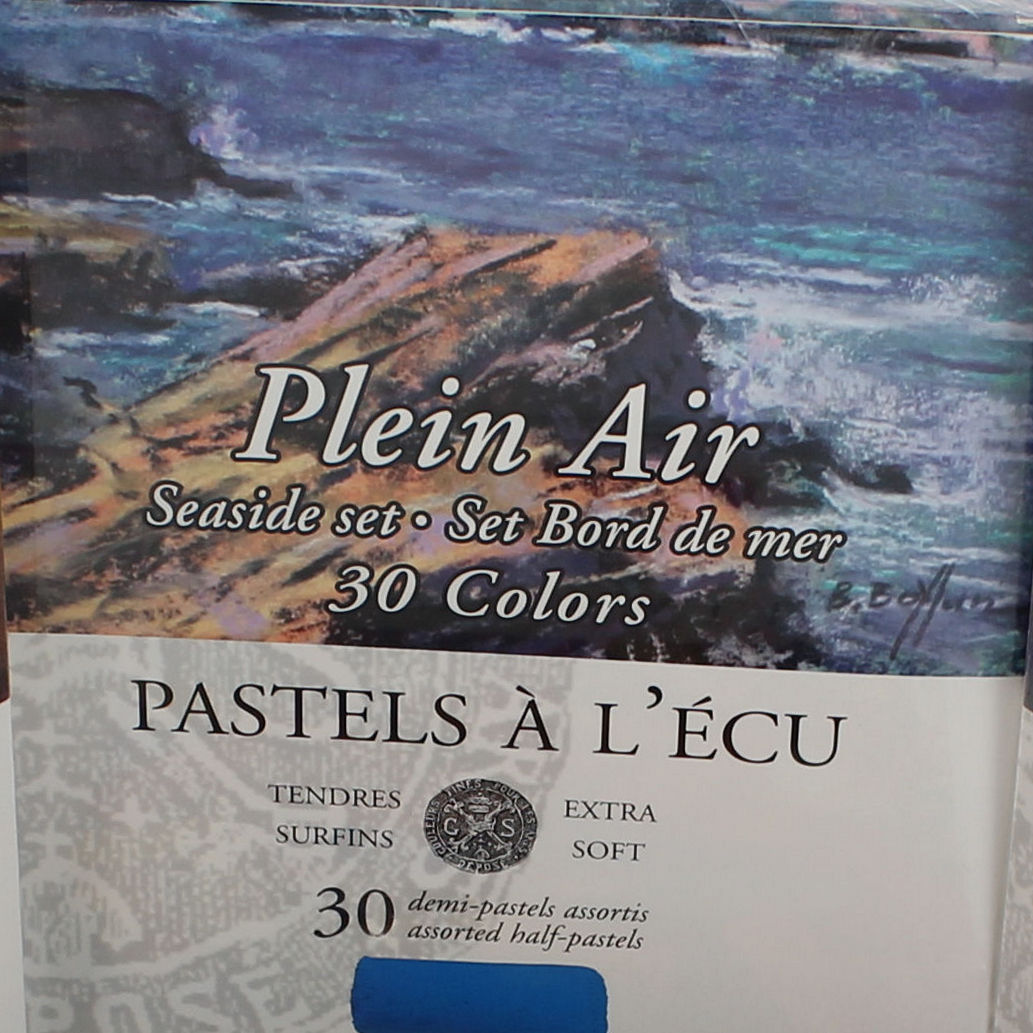 Plein Air
Seaside set • Set Bord de mer
30 Colors
PASTELS À L'ÉCU
TENDRES
SURFINS
C S
EXTRA
SOFT
30 demi-pastels assortis
assorted half-pastels